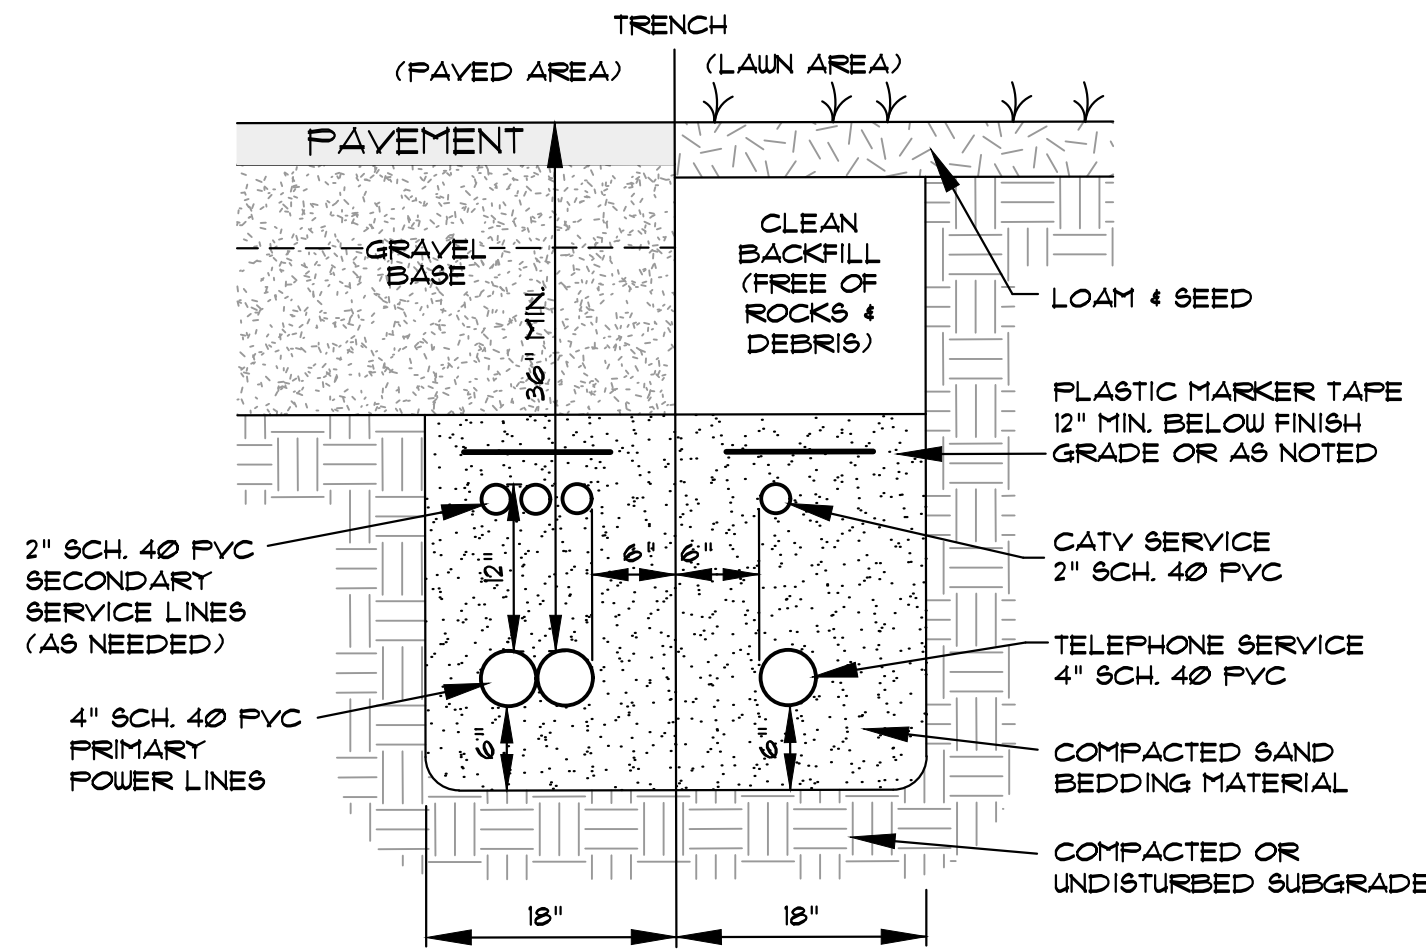 TRENCH
(PAVED AREA)
(LAWN AREA)
PAVEMENT
GRAVEL
BASE
36" MIN.
CLEAN
BACKFILL
(FREE OF
ROCKS &
DEBRIS)
LOAM & SEED
PLASTIC MARKER TAPE
12" MIN. BELOW FINISH
GRADE OR AS NOTED
2" SCH. 40 PVC
SECONDARY
SERVICE LINES
(AS NEEDED)
12"
6"
6"
CATV SERVICE
2" SCH. 40 PVC
TELEPHONE SERVICE
4" SCH. 40 PVC
4" SCH. 40 PVC
PRIMARY
POWER LINES
6"
6"
COMPACTED SAND
BEDDING MATERIAL
COMPACTED OR
UNDISTURBED SUBGRADE
18"
18"